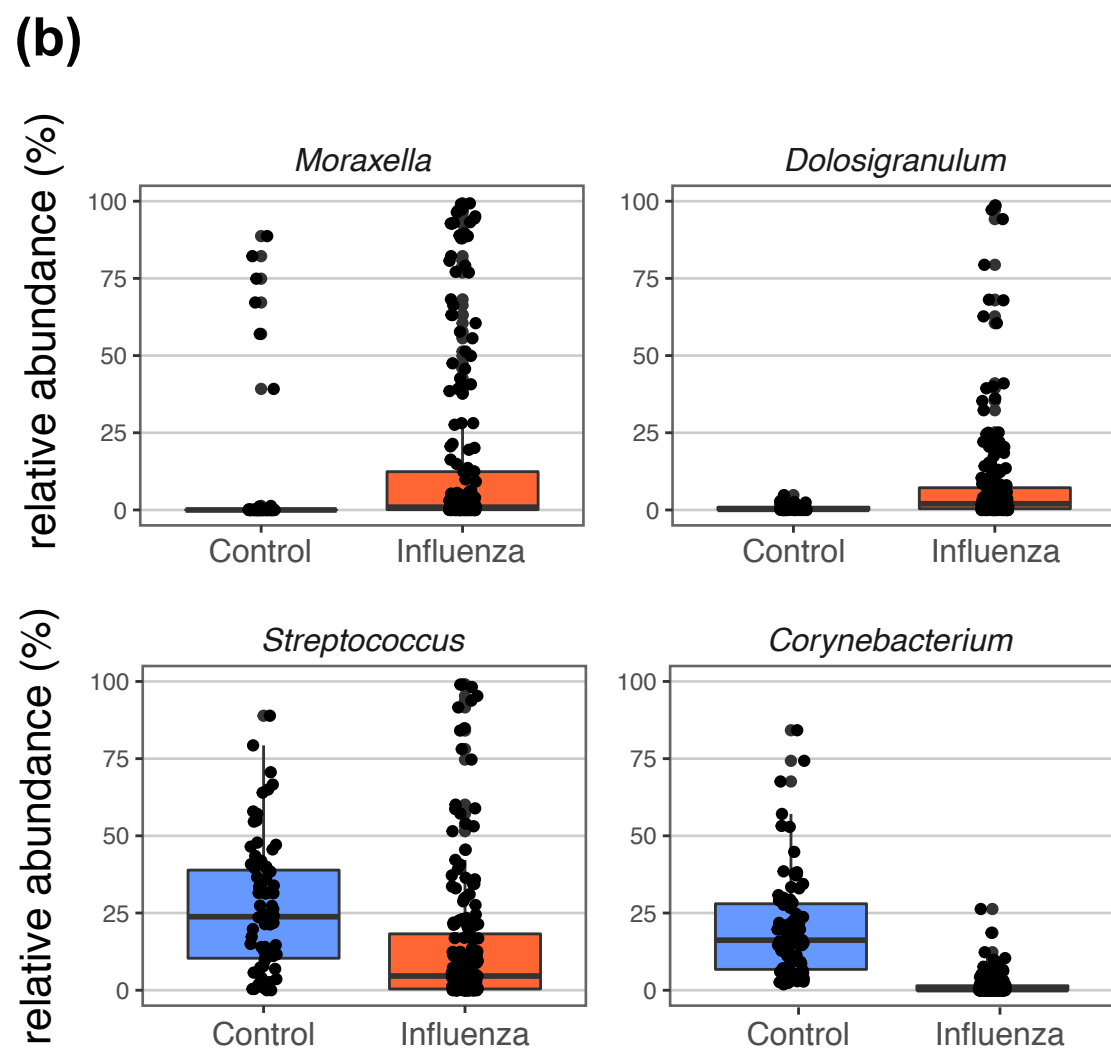 (b)
relative abundance (%)
Moraxella
100
75
50
25
0
Control Influenza
Dolosigranulum
100
75
50
25
0
Control Influenza
relative abundance (%)
Streptococcus
100
75
50
25
0
Control Influenza
Corynebacterium
100
75
50
25
0
Control Influenza